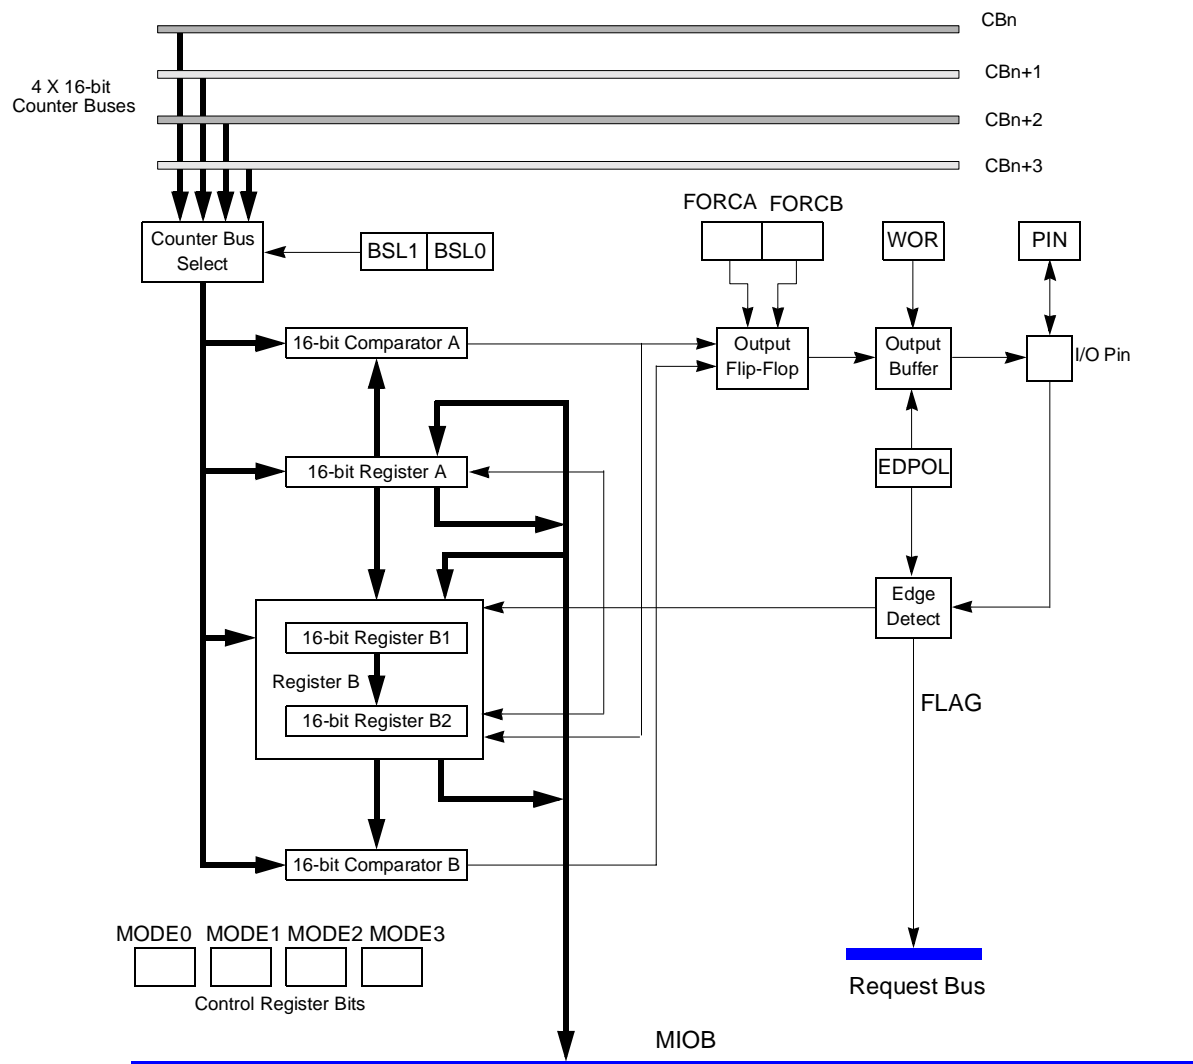 CBn
4 X 16-bit
Counter Buses
CBn+1
CBn+2
CBn+3
FORCA
FORCB
Counter Bus
Select
BSL1
BSL0
WOR
PIN
16-bit Comparator A
Output
Flip-Flop
Output
Buffer
I/O Pin
16-bit Register A
EDPOL
Edge
Detect
16-bit Register B1
Register B
16-bit Register B2
FLAG
16-bit Comparator B
MODE0
MODE1
MODE2
MODE3
Control Register Bits
Request Bus
MIOB